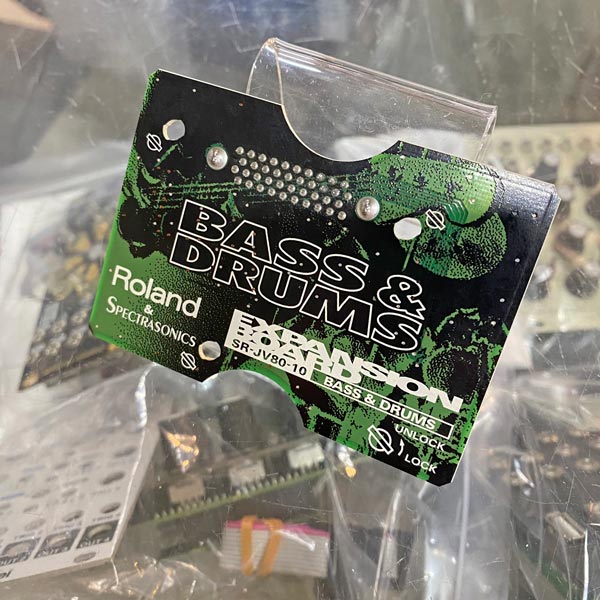 BASS &
DRUMS
Roland
&
SPECTRASONICS
EXPANSION
BOARD
SR-JV80-10
BASS & DRUMS
UNLOCK
LOCK